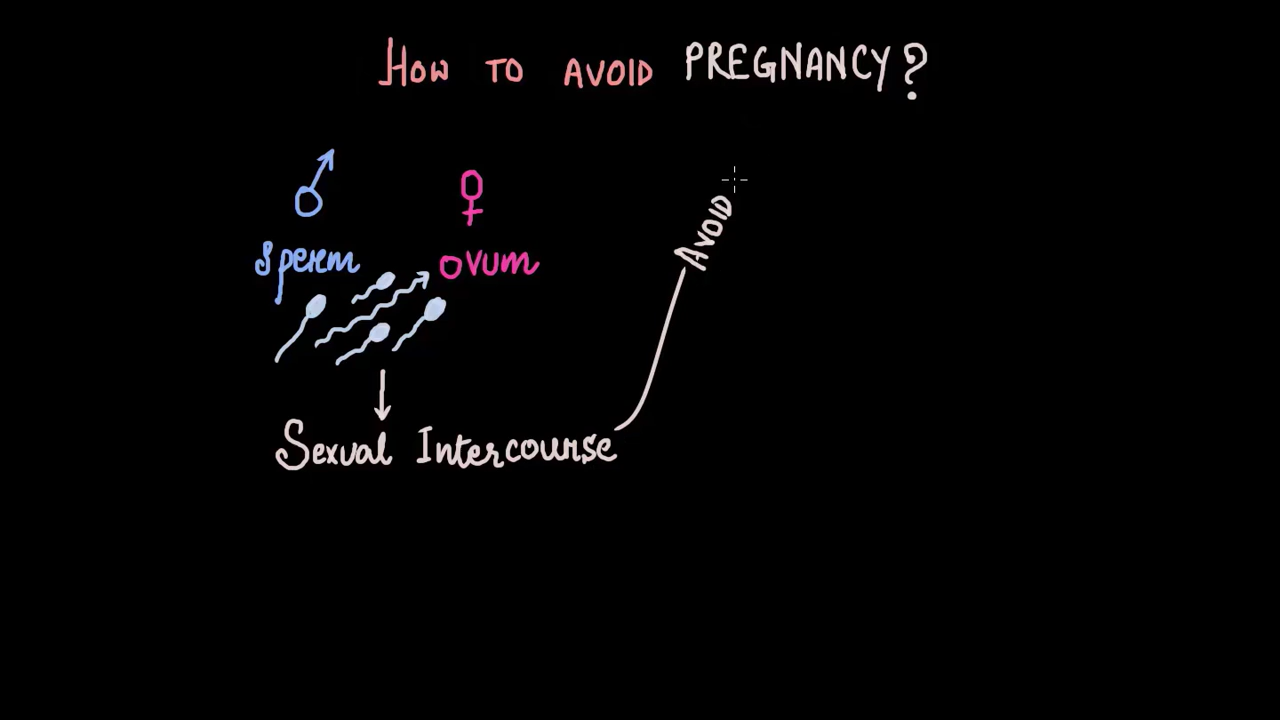 How TO AVOID PREGNANCY?
Sperm ovum
AVOID
Sexual Intercourse